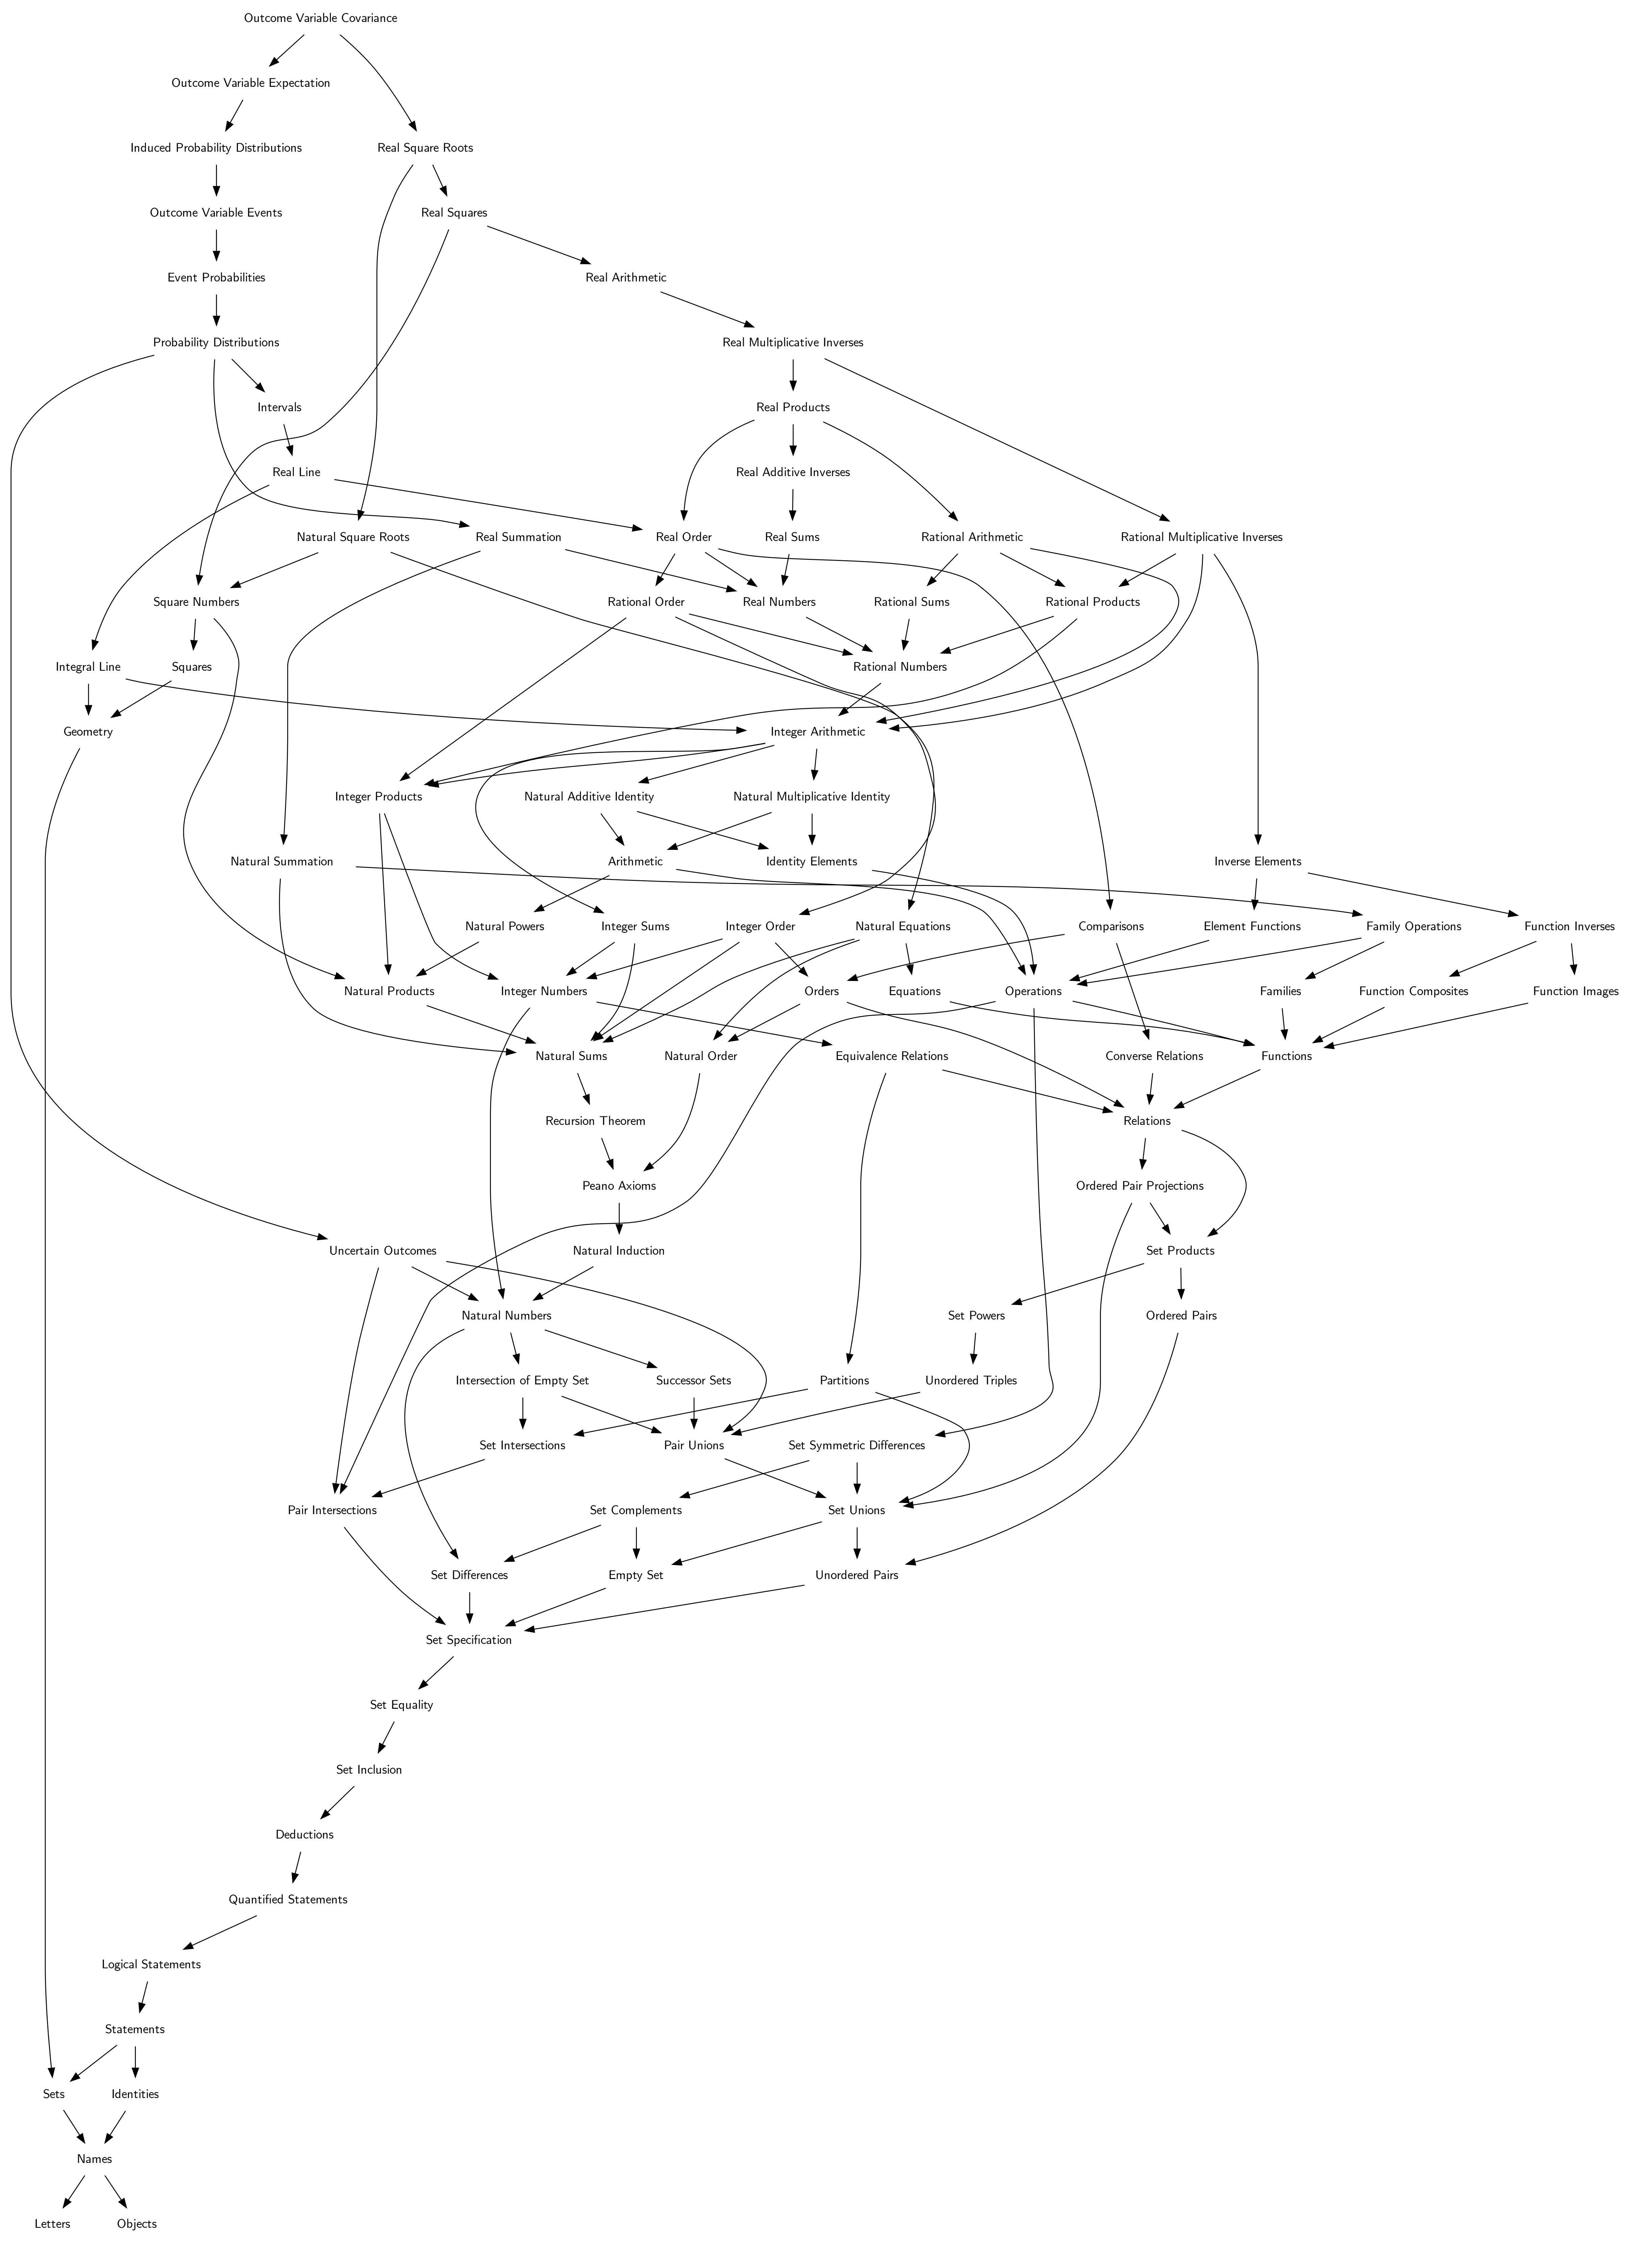 Outcome Variable Covariance
Outcome Variable Expectation
Induced Probability Distributions
Real Square Roots
Outcome Variable Events
Real Squares
Event Probabilities
Real Arithmetic
Probability Distributions
Real Multiplicative Inverses
Intervals
Real Products
Real Line
Real Additive Inverses
Natural Square Roots
Real Summation
Real Order
Real Sums
Rational Arithmetic
Rational Multiplicative Inverses
Square Numbers
Rational Order
Real Numbers
Rational Sums
Rational Products
Integral Line
Squares
Rational Numbers
Geometry
Integer Arithmetic
Integer Products
Natural Additive Identity
Natural Multiplicative Identity
Natural Summation
Arithmetic
Identity Elements
Inverse Elements
Natural Powers
Integer Sums
Integer Order
Natural Equations
Comparisons
Element Functions
Family Operations
Function Inverses
Natural Products
Integer Numbers
Orders
Equations
Operations
Families
Function Composites
Function Images
Natural Sums
Natural Order
Equivalence Relations
Converse Relations
Functions
Recursion Theorem
Relations
Peano Axioms
Ordered Pair Projections
Uncertain Outcomes
Natural Induction
Set Products
Natural Numbers
Set Powers
Ordered Pairs
Intersection of Empty Set
Successor Sets
Partitions
Unordered Triples
Set Intersections
Pair Unions
Set Symmetric Differences
Pair Intersections
Set Complements
Set Unions
Set Differences
Empty Set
Unordered Pairs
Set Specification
Set Equality
Set Inclusion
Deductions
Quantified Statements
Logical Statements
Statements
Sets
Identities
Names
Letters
Objects